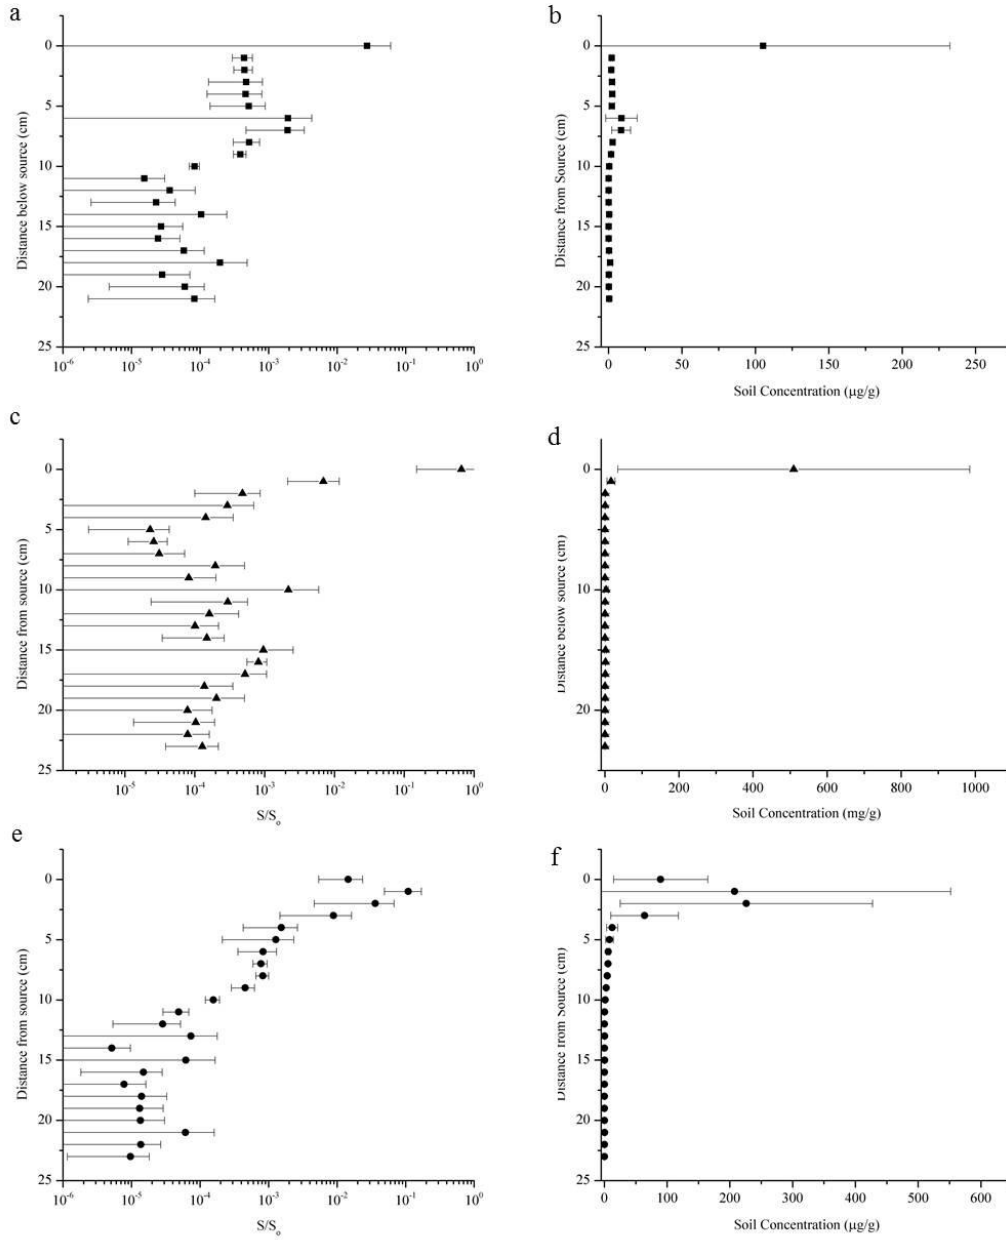 a
0
5
10
15
20
25
Distance below source (cm)
10⁻⁶ 10⁻⁵ 10⁻⁴ 10⁻³ 10⁻² 10⁻¹ 10⁰
b
0
5
10
15
20
25
Distance from Source (cm)
0 50 100 150 200 250
Soil Concentration (µg/g)
c
0
5
10
15
20
25
Distance from source (cm)
10⁻⁵ 10⁻⁴ 10⁻³ 10⁻² 10⁻¹ 10⁰
S/Sₒ
d
0
20
Distance below source (cm)
0 200 400 600 800 1000
Soil Concentration (mg/g)
e
0
5
10
15
20
25
Distance from source (cm)
10⁻⁶ 10⁻⁵ 10⁻⁴ 10⁻³ 10⁻² 10⁻¹ 10⁰
S/Sₒ
f
0
5
10
15
20
25
Distance from Source (cm)
0 100 200 300 400 500 600
Soil Concentration (µg/g)